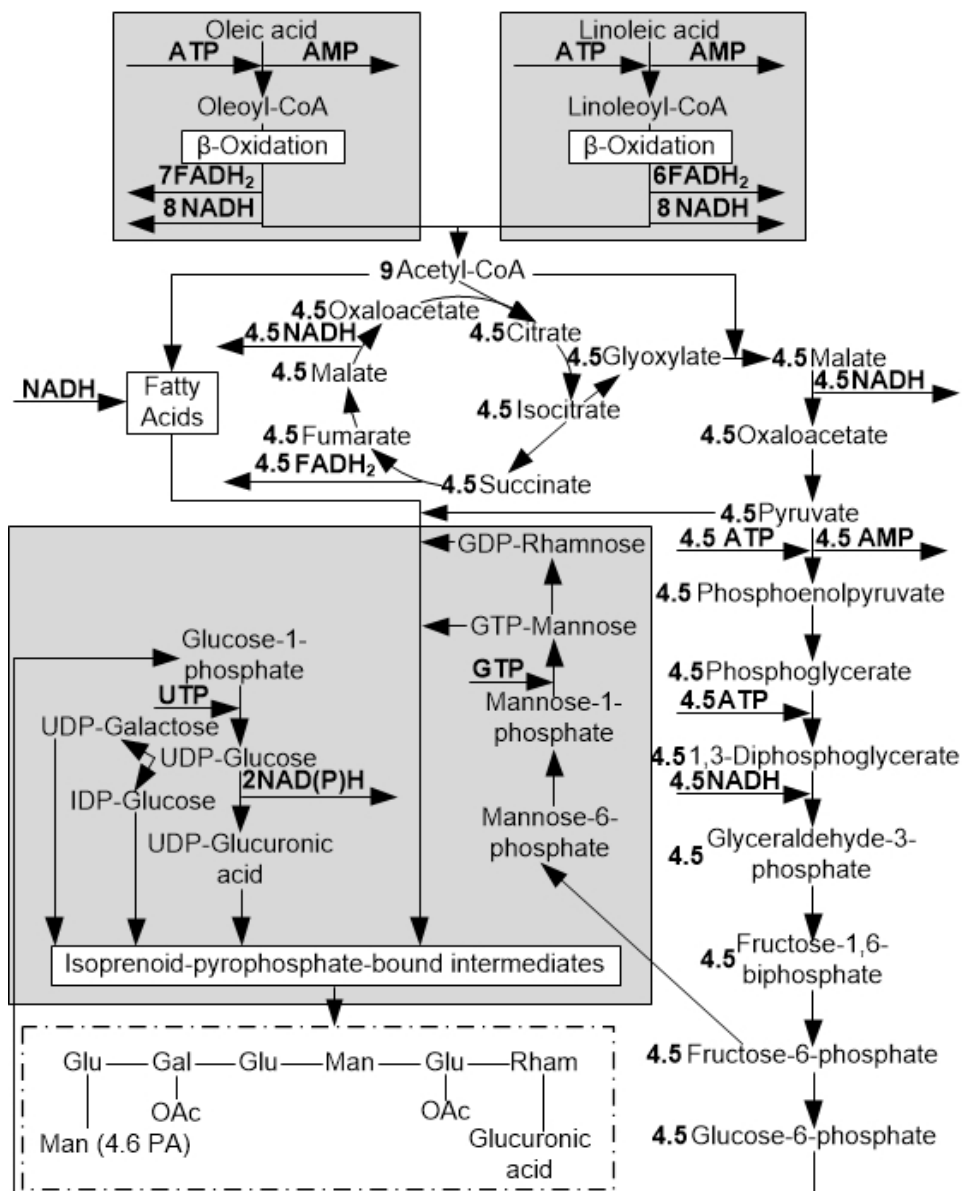 Oleic acid
ATP AMP
Oleoyl-CoA
β-Oxidation
7FADH₂
8 NADH
Linoleic acid
ATP AMP
Linoleoyl-CoA
β-Oxidation
6FADH₂
8 NADH
9 Acetyl-CoA
4.5 Oxaloacetate
4.5 Citrate
4.5 NADH
4.5 Glyoxylate
4.5 Malate
4.5 Malate
4.5 NADH
NADH
Fatty
Acids
4.5 Isocitrate
4.5 Fumarate
4.5 Oxaloacetate
4.5 FADH₂
4.5 Succinate
4.5 Pyruvate
4.5 ATP 4.5 AMP
GDP-Rhamnose
4.5 Phosphoenolpyruvate
GTP-Mannose
Glucose-1-
phosphate
GTP
4.5 Phosphoglycerate
UTP
Mannose-1-
phosphate
4.5ATP
UDP-Galactose
UDP-Glucose
4.5 1,3-Diphosphoglycerate
2NAD(P)H
4.5NADH
IDP-Glucose
Mannose-6-
phosphate
UDP-Glucuronic
acid
4.5 Glyceraldehyde-3-
phosphate
4.5 Fructose-1,6-
biphosphate
Isoprenoid-pyrophosphate-bound intermediates
4.5 Fructose-6-phosphate
Glu Gal Glu Man Glu Rham
OAc OAc
Man (4.6 PA)
Glucuronic
acid
4.5 Glucose-6-phosphate